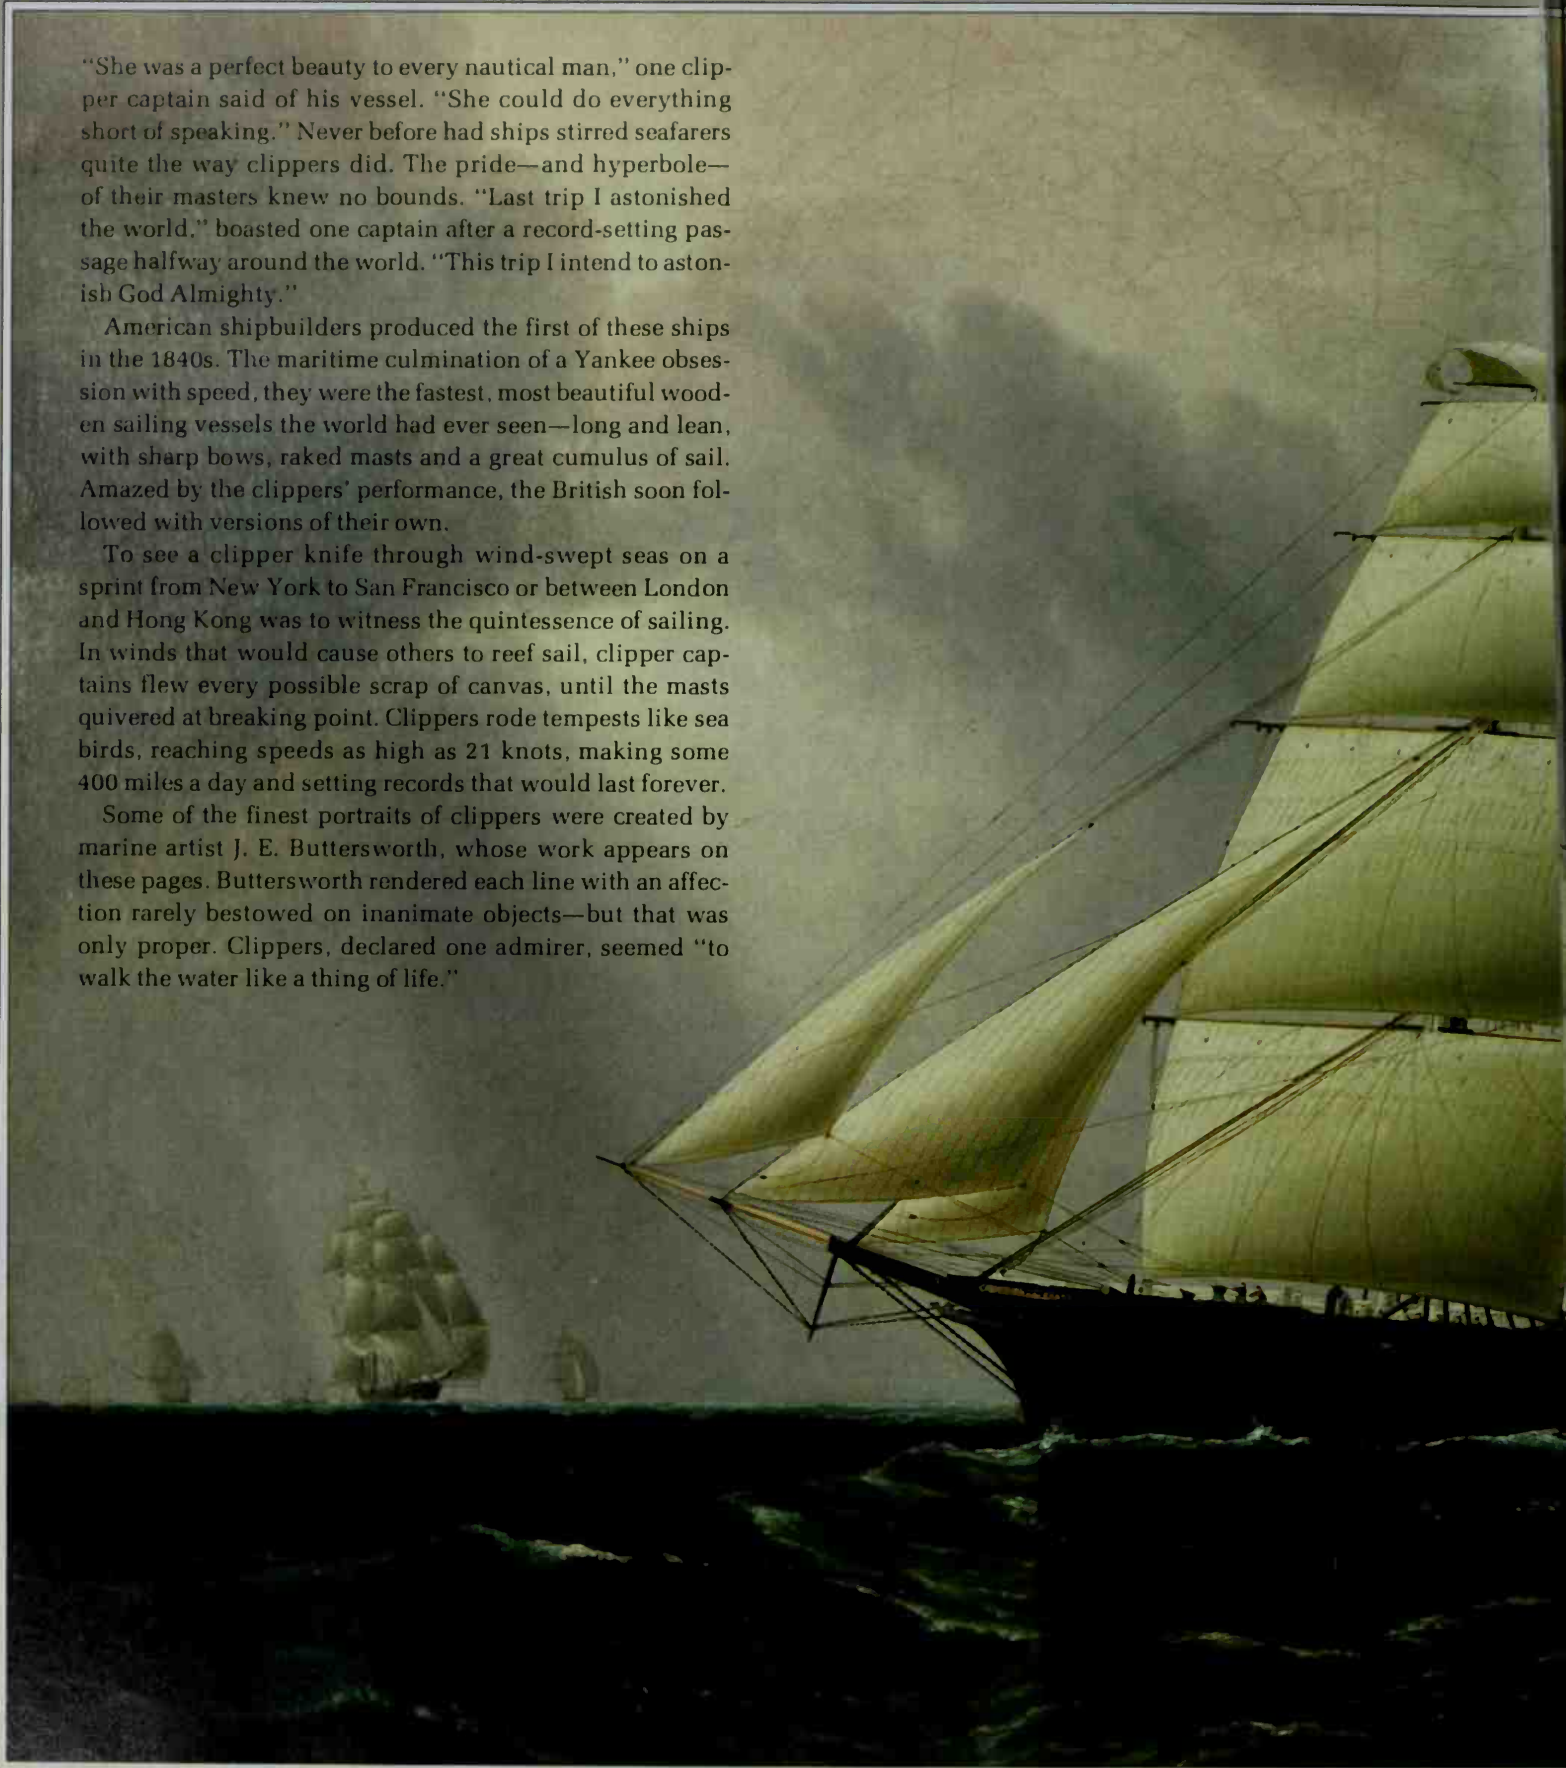 “She was a perfect beauty to every nautical man,” one clip-
per captain said of his vessel. “She could do everything
short of speaking.” Never before had ships stirred seafarers
quite the way clippers did. The pride—and hyperbole—
of their masters knew no bounds. “Last trip I astonished
the world,” boasted one captain after a record-setting pas-
sage halfway around the world. “This trip I intend to aston-
ish God Almighty.”
American shipbuilders produced the first of these ships
in the 1840s. The maritime culmination of a Yankee obses-
sion with speed, they were the fastest, most beautiful wood-
en sailing vessels the world had ever seen—long and lean,
with sharp bows, raked masts and a great cumulus of sail.
Amazed by the clippers’ performance, the British soon fol-
lowed with versions of their own.
To see a clipper knife through wind-swept seas on a
sprint from New York to San Francisco or between London
and Hong Kong was to witness the quintessence of sailing.
In winds that would cause others to reef sail, clipper cap-
tains flew every possible scrap of canvas, until the masts
quivered at breaking point. Clippers rode tempests like sea
birds, reaching speeds as high as 21 knots, making some
400 miles a day and setting records that would last forever.
Some of the finest portraits of clippers were created by
marine artist J. E. Buttersworth, whose work appears on
these pages. Buttersworth rendered each line with an affec-
tion rarely bestowed on inanimate objects—but that was
only proper. Clippers, declared one admirer, seemed “to
walk the water like a thing of life.”